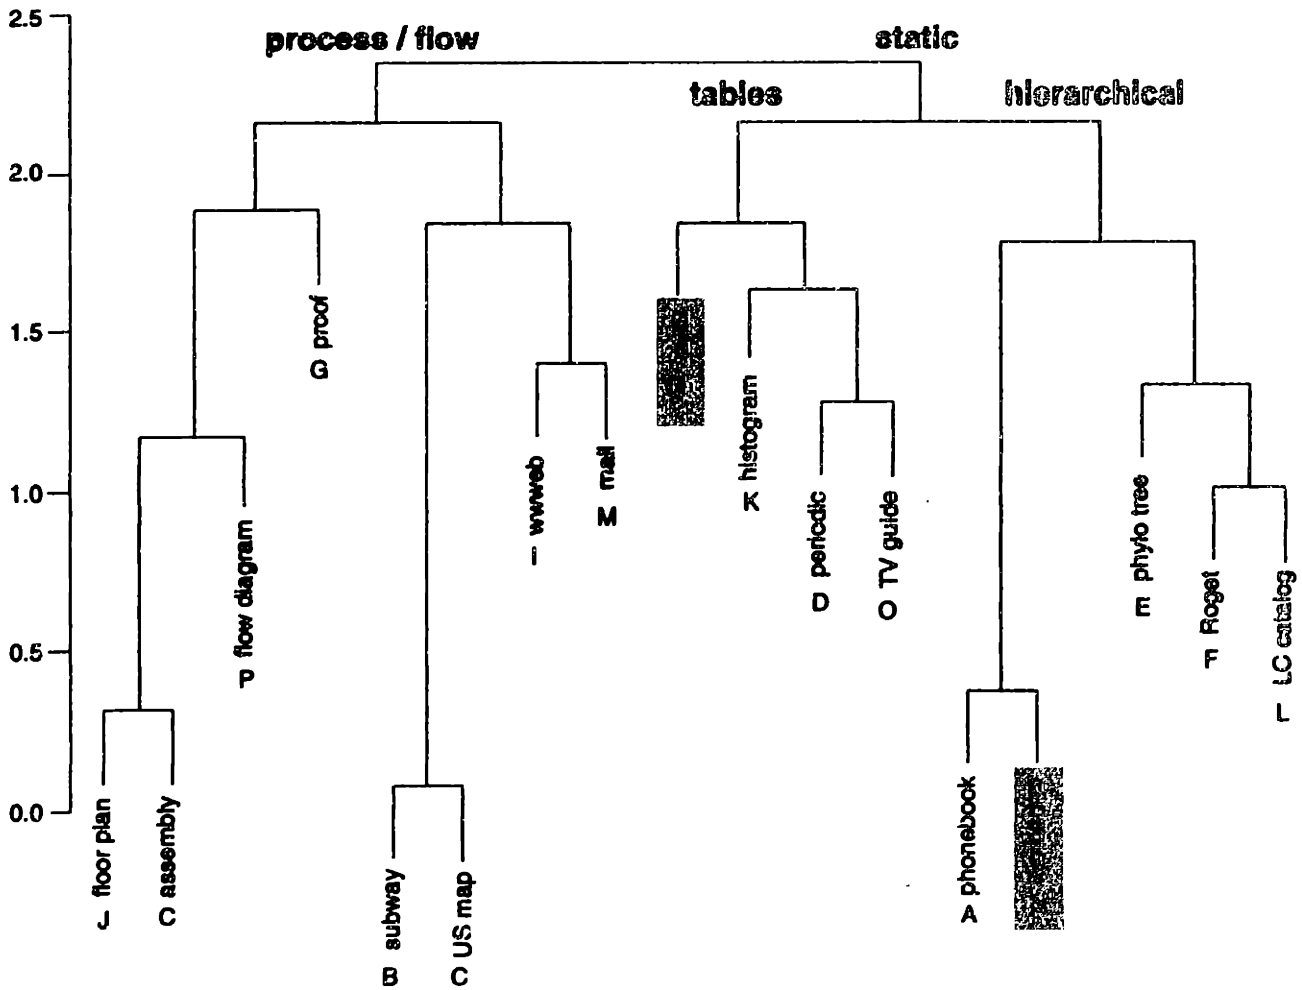 2.5
2.0
1.5
1.0
0.5
0.0
process / flow
static
tables
hierarchical
G proof
I wwweb
M mail
K histogram
D periodic
O TV guide
P flow diagram
E phylo tree
F Roget
L LC catalog
J floor plan
C assembly
B subway
C US map
A phonebook